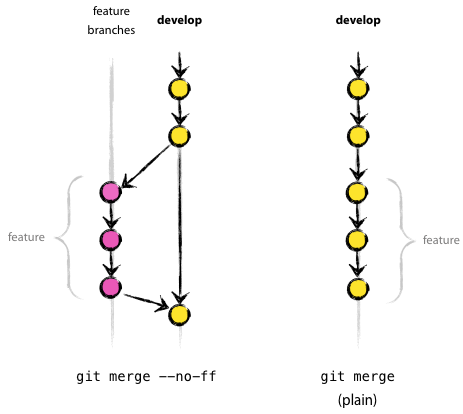 feature
branches
develop
develop
feature
feature
git merge --no-ff
git merge
(plain)